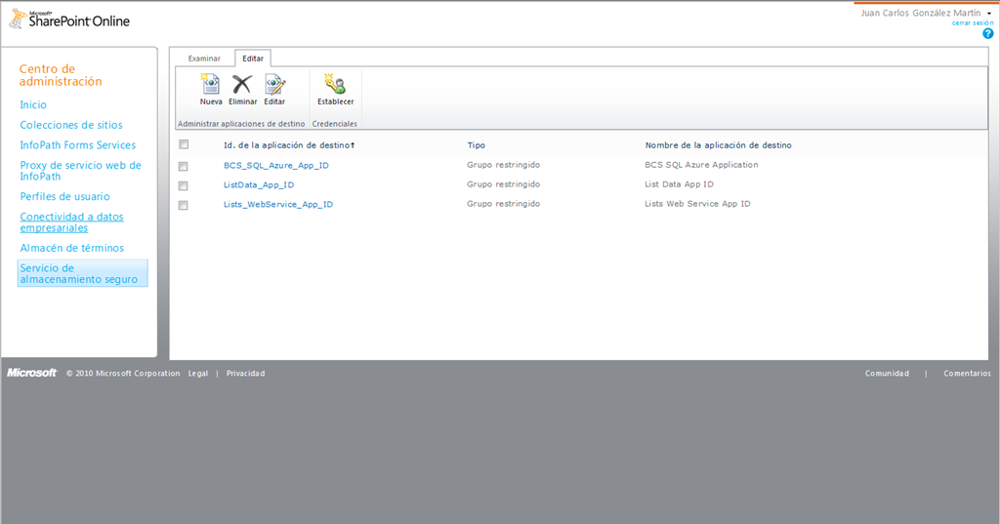 Microsoft®
SharePoint Online
Juan Carlos González Martín
cerrar sesión
?
Centro de
administración
Inicio
Colecciones de sitios
InfoPath Forms Services
Proxy de servicio web de
InfoPath
Perfiles de usuario
Conectividad a datos
empresariales
Almacén de términos
Servicio de
almacenamiento seguro
Examinar Editar
Nueva Eliminar Editar Establecer
Administrar aplicaciones de destino Credenciales
Id. de la aplicación de destino↑ Tipo Nombre de la aplicación de destino
BCS_SQL_Azure_App_ID Grupo restringido BCS SQL Azure Application
ListData_App_ID Grupo restringido List Data App ID
Lists_WebService_App_ID Grupo restringido Lists Web Service App ID
Microsoft © 2010 Microsoft Corporation Legal | Privacidad Comunidad | Comentarios